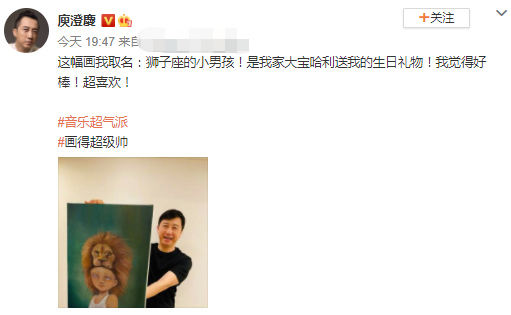 庾澄慶
+关注
今天 19:47 来自
这幅画我取名：狮子座的小男孩！是我家大宝哈利送我的生日礼物！我觉得好
棒！超喜欢！
#音乐超气派
#画得超级帅